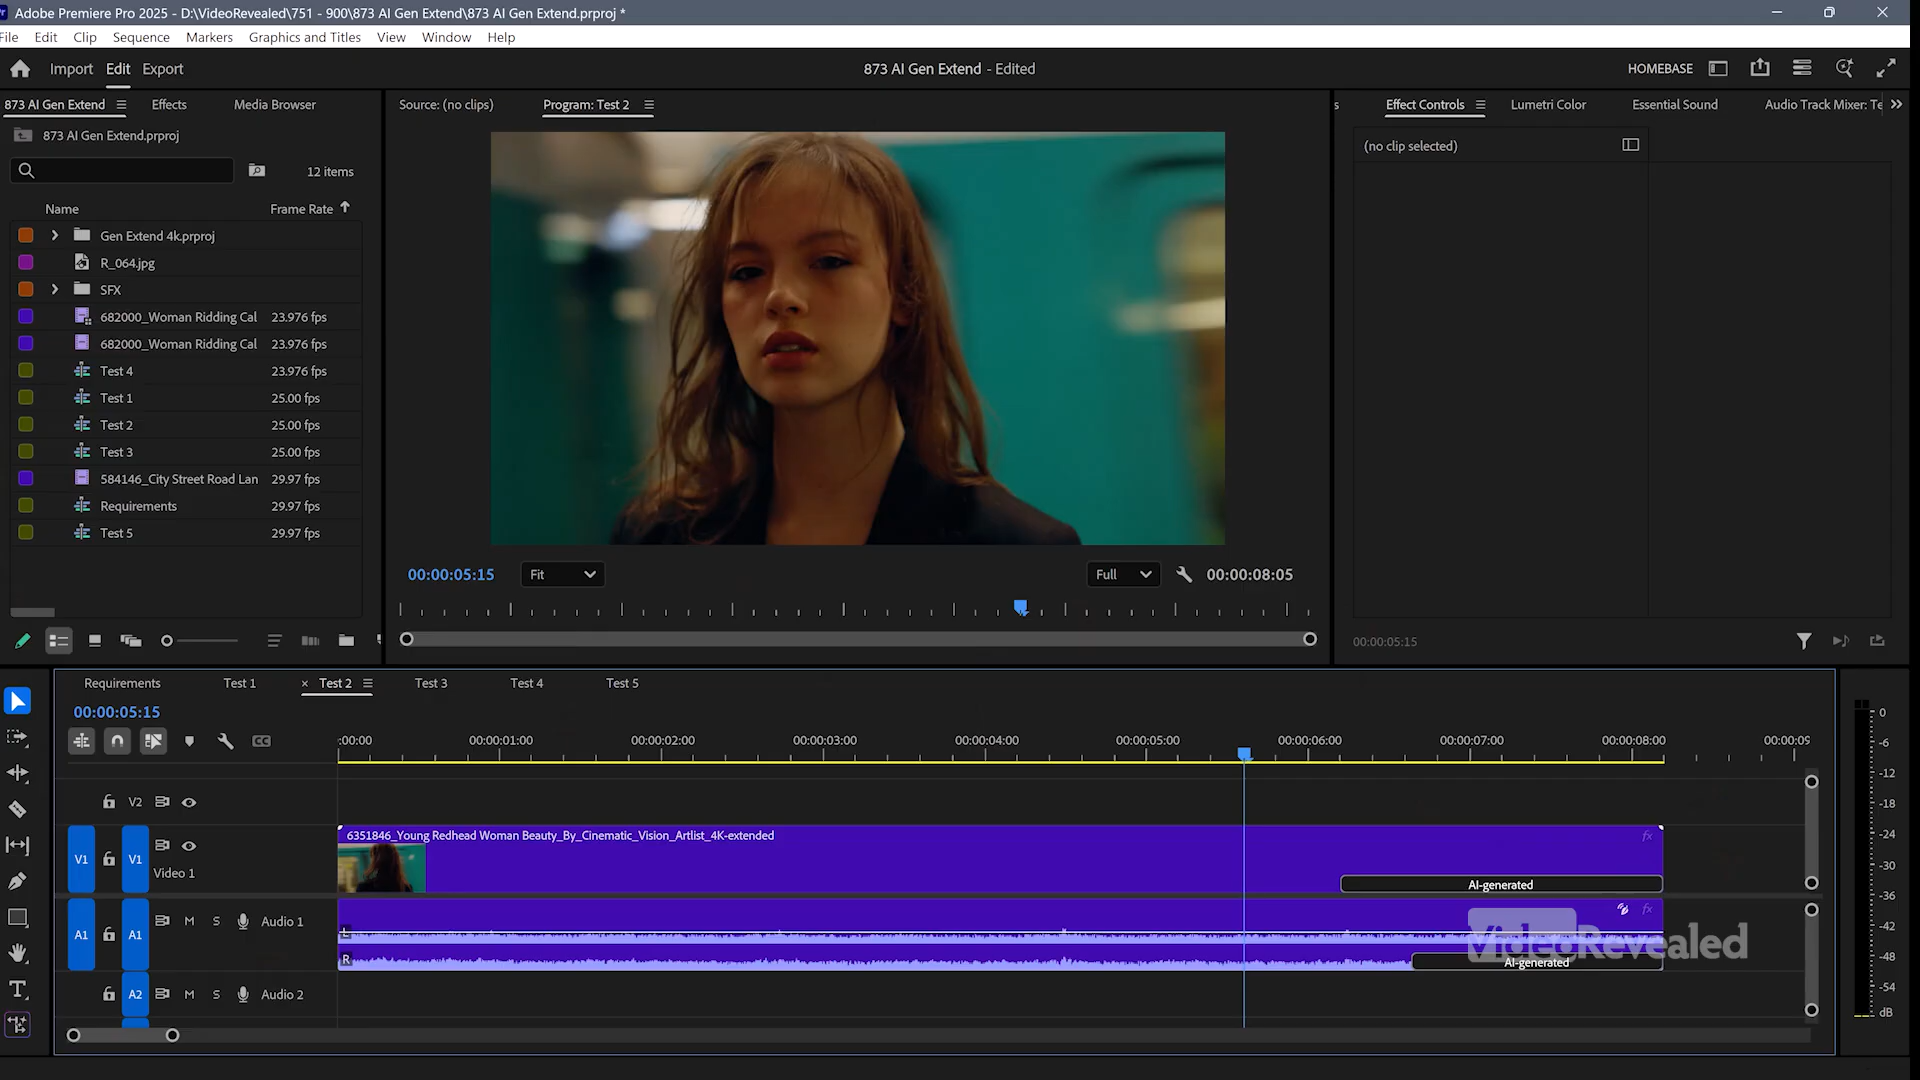 Adobe Premiere Pro 2025 - D:\VideoRevealed\751 - 900\873 AI Gen Extend\873 AI Gen Extend.prproj *
File Edit Clip Sequence Markers Graphics and Titles View Window Help
Import Edit Export
873 AI Gen Extend - Edited
HOMEBASE
873 AI Gen Extend Effects Media Browser
Source: (no clips) Program: Test 2
Effect Controls Lumetri Color Essential Sound Audio Track Mixer: Te
873 AI Gen Extend.prproj
(no clip selected)
12 items
Name Frame Rate
Gen Extend 4k.prproj
R_064.jpg
SFX
682000_Woman Ridding Cal 23.976 fps
682000_Woman Ridding Cal 23.976 fps
Test 4 23.976 fps
Test 1 25.00 fps
Test 2 25.00 fps
Test 3 25.00 fps
584146_City Street Road Lan 29.97 fps
Requirements 29.97 fps
Test 5 29.97 fps
00:00:05:15 Fit Full 00:00:08:05
00:00:05:15
Requirements Test 1 × Test 2 Test 3 Test 4 Test 5
00:00:05:15
CC
:00:00 00:00:01:00 00:00:02:00 00:00:03:00 00:00:04:00 00:00:05:00 00:00:06:00 00:00:07:00 00:00:08:00 00:00:09
V2
6351846_Young Redhead Woman Beauty_By_Cinematic_Vision_Artlist_4K-extended fx
V1 V1 Video 1
AI-generated
A1 A1 M S Audio 1 fx
L
R
AI-generated
VideoRevealed
A2 M S Audio 2
0
-6
-12
-18
-24
-30
-36
-42
-48
-54
dB